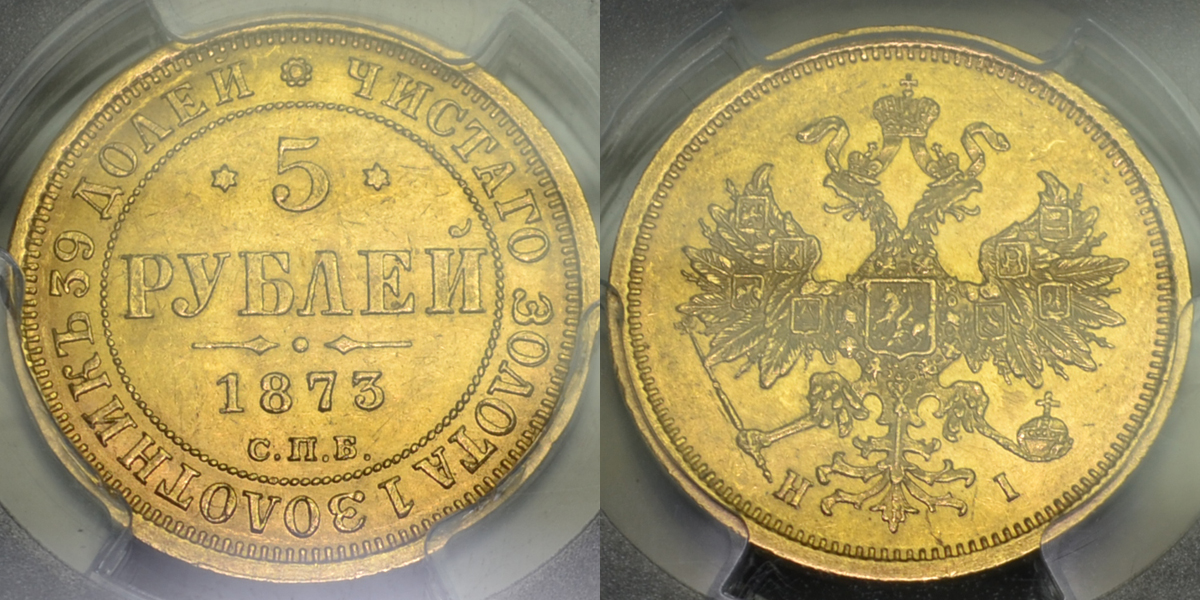 ЧИСТАГО ЗОЛОТА 1 ЗОЛОТНИКЪ 39 ДОЛЕЙ
5
РУБЛЕЙ
1873
С.П.Б.
Н I